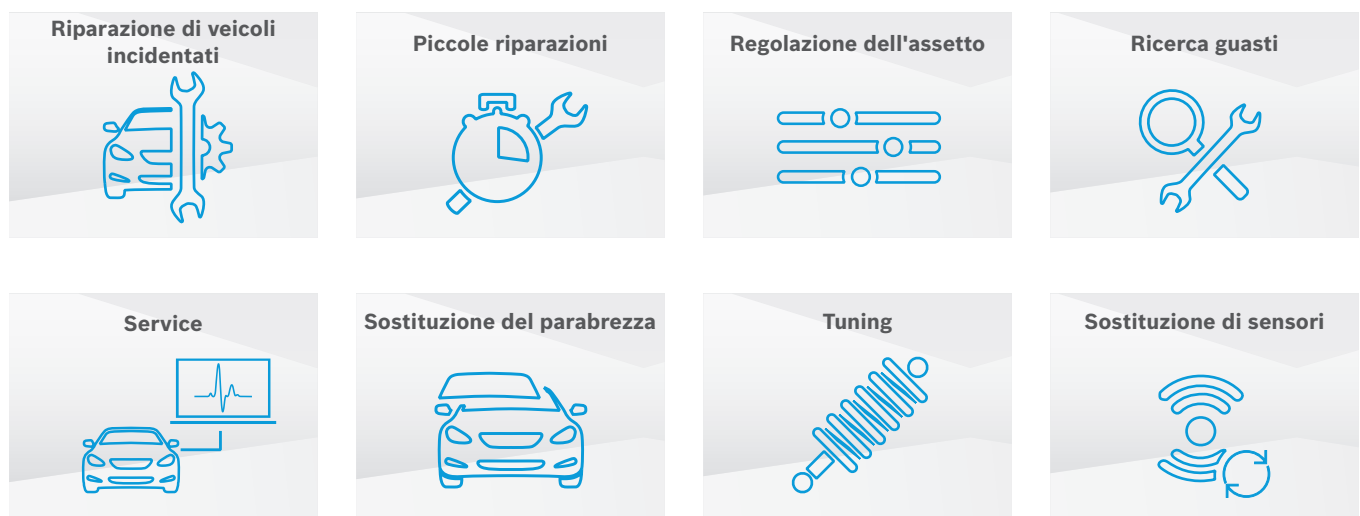 Riparazione di veicoli
incidentati
Piccole riparazioni
Regolazione dell'assetto
Ricerca guasti
Service
Sostituzione del parabrezza
Tuning
Sostituzione di sensori